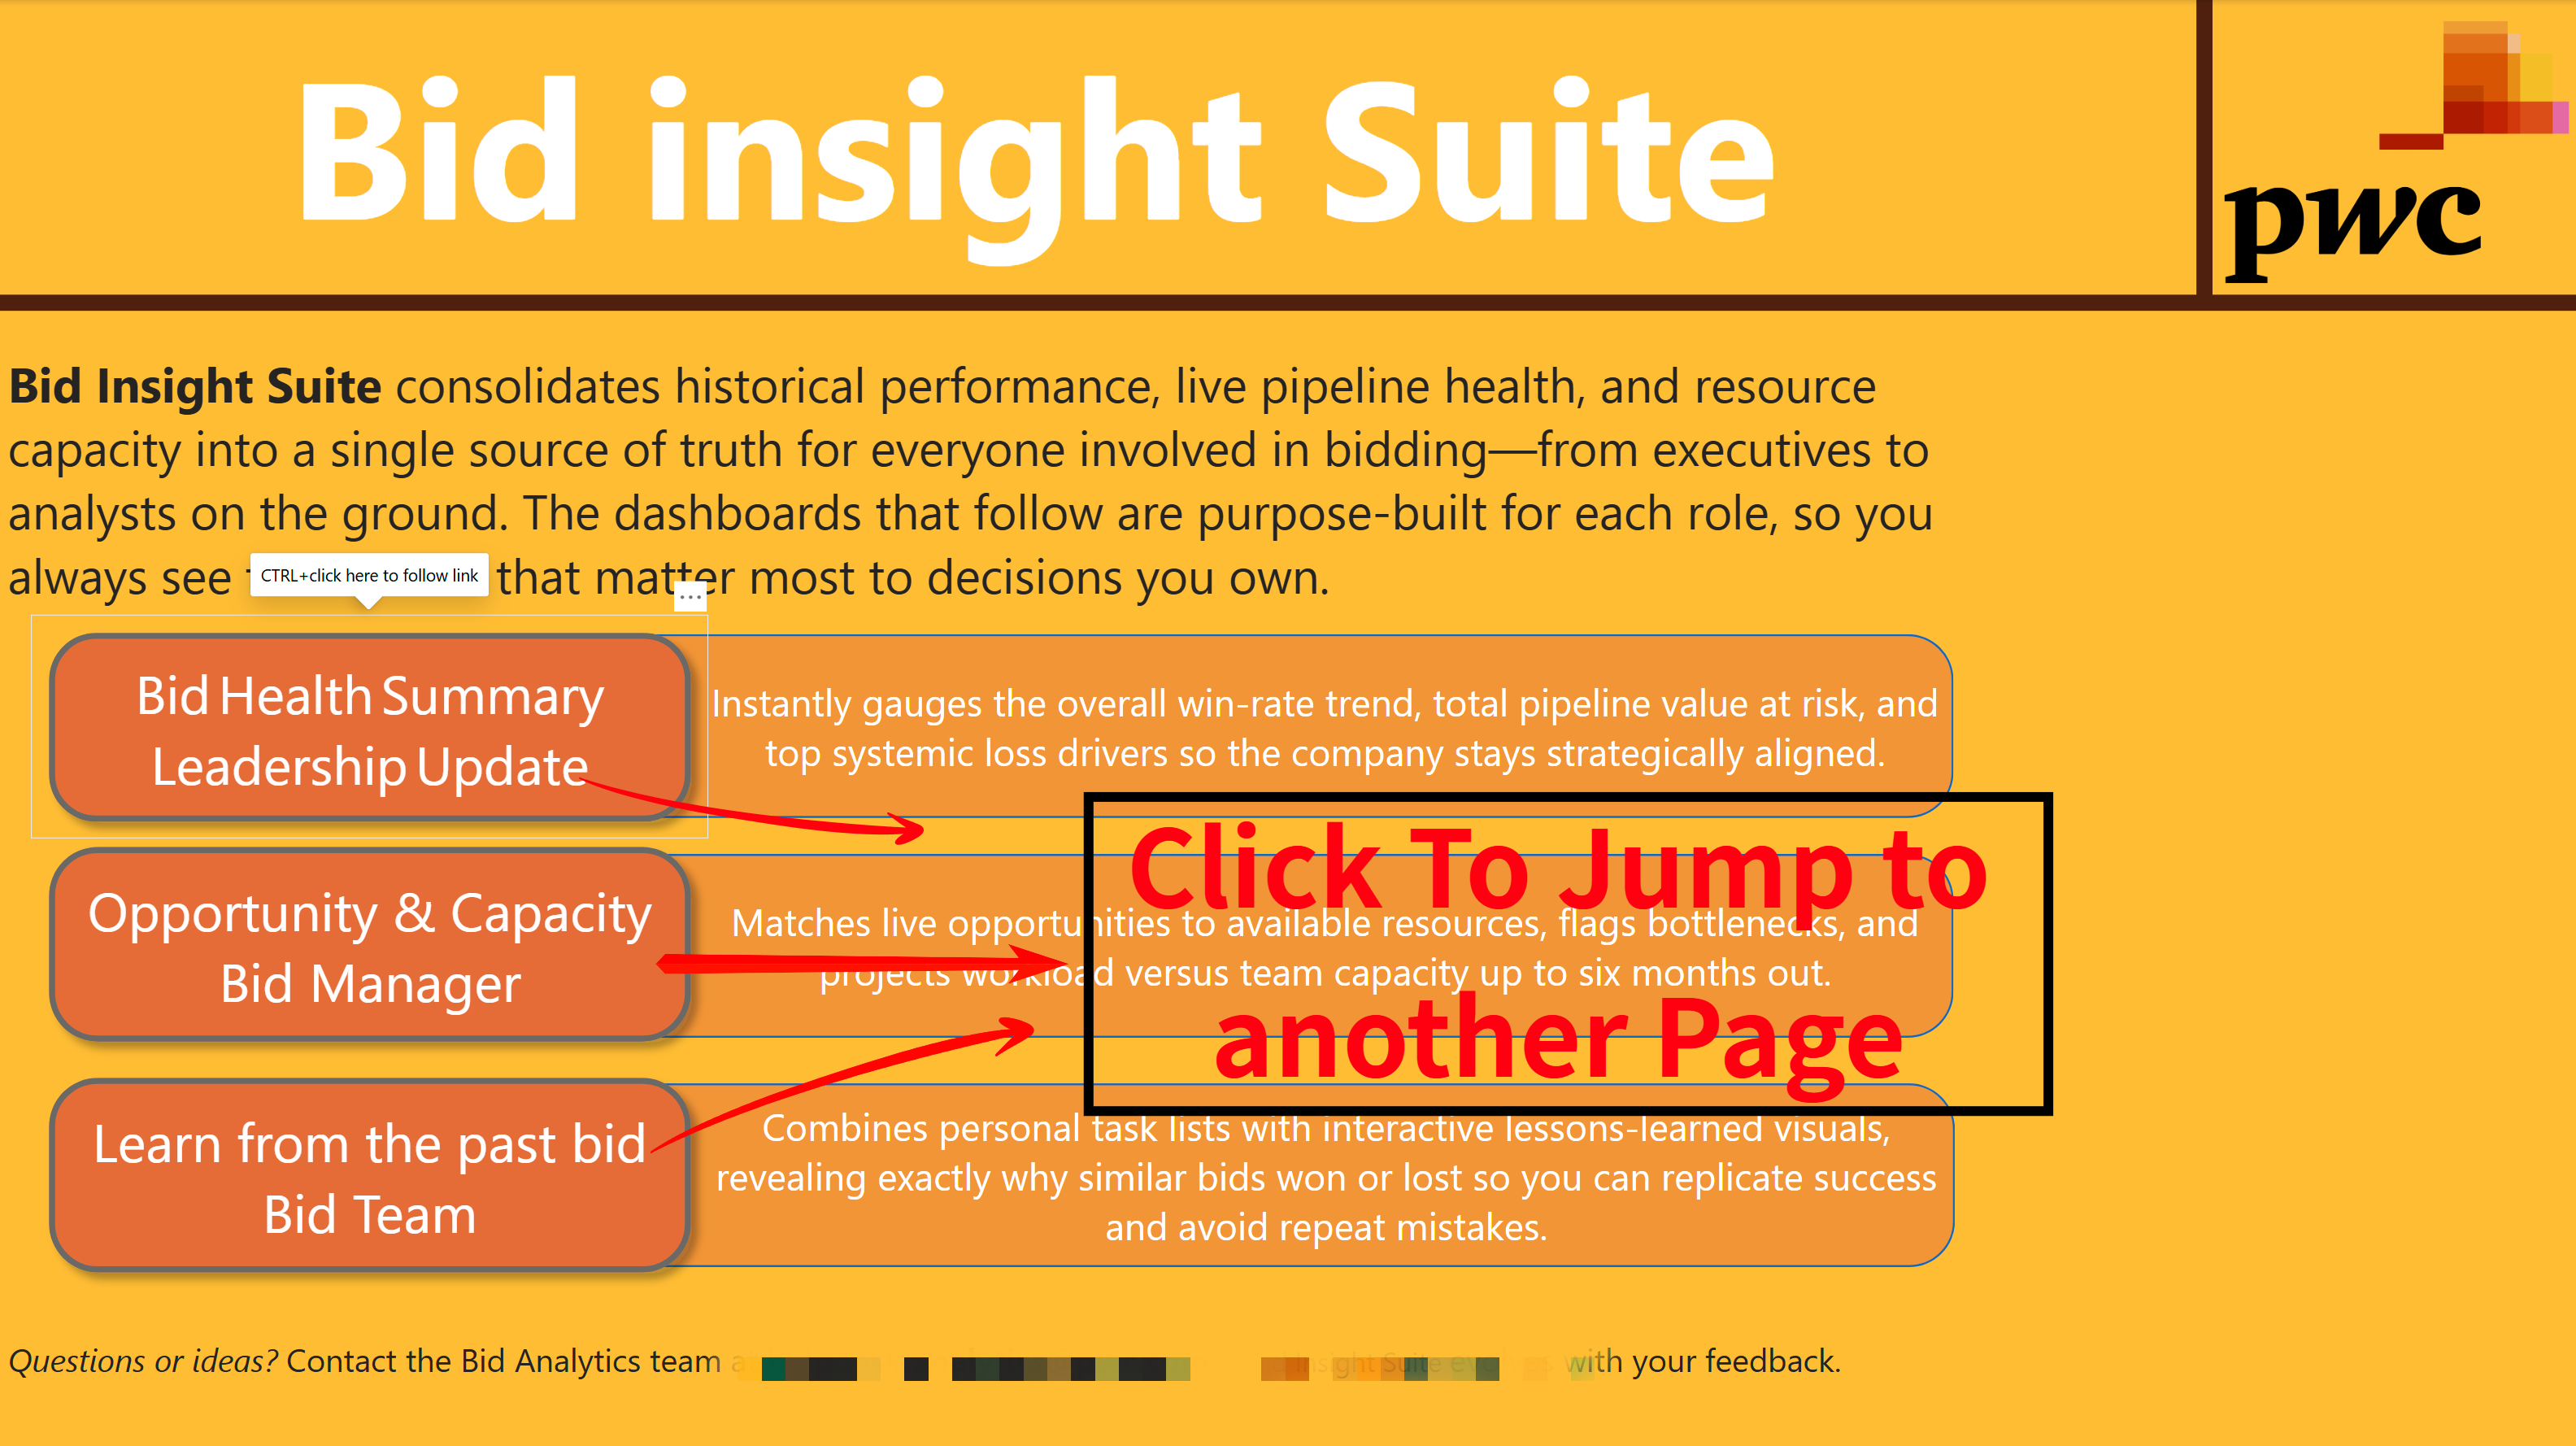 Bid insight Suite
pwc
Bid Insight Suite consolidates historical performance, live pipeline health, and resource
capacity into a single source of truth for everyone involved in bidding—from executives to
analysts on the ground. The dashboards that follow are purpose-built for each role, so you
always see that matter most to decisions you own.
CTRL+click here to follow link
...
Bid Health Summary
Leadership Update
Instantly gauges the overall win-rate trend, total pipeline value at risk, and
top systemic loss drivers so the company stays strategically aligned.
Click To Jump to
another Page
Opportunity & Capacity
Bid Manager
Matches live opportunities to available resources, flags bottlenecks, and
projects workload versus team capacity up to six months out.
Learn from the past bid
Bid Team
Combines personal task lists with interactive lessons-learned visuals,
revealing exactly why similar bids won or lost so you can replicate success
and avoid repeat mistakes.
Questions or ideas? Contact the Bid Analytics team Insight Suite with your feedback.